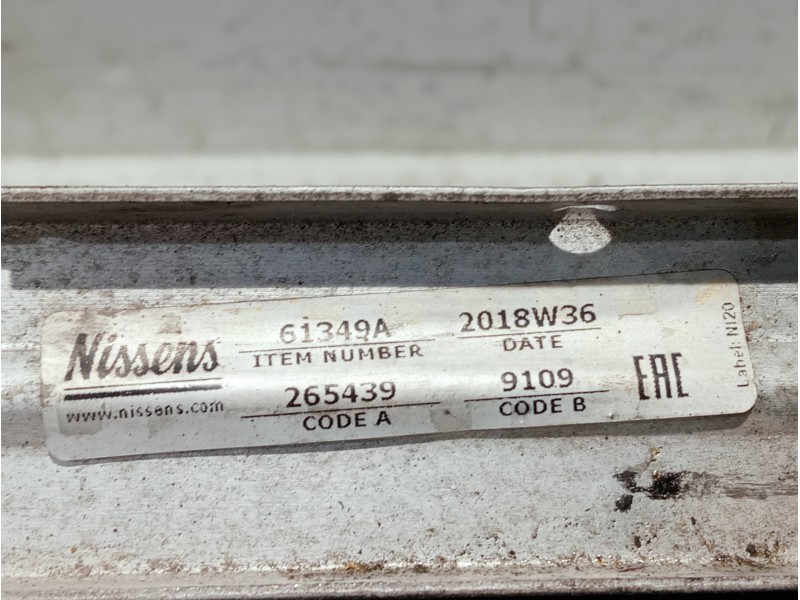 Nissens
www.nissens.com
61349A
ITEM NUMBER
265439
CODE A
2018W36
DATE
9109
CODE B
EAC
Label: NI20